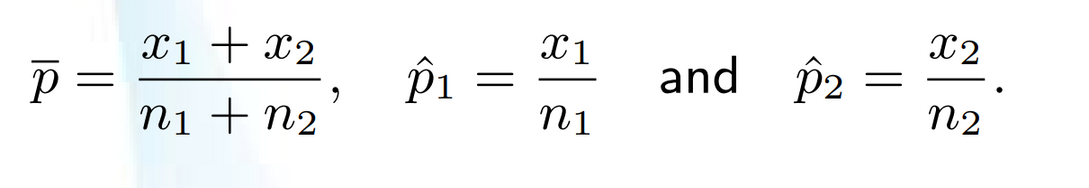 p̄ = (x₁ + x₂)/(n₁ + n₂), p̂₁ = x₁/n₁ and p̂₂ = x₂/n₂.